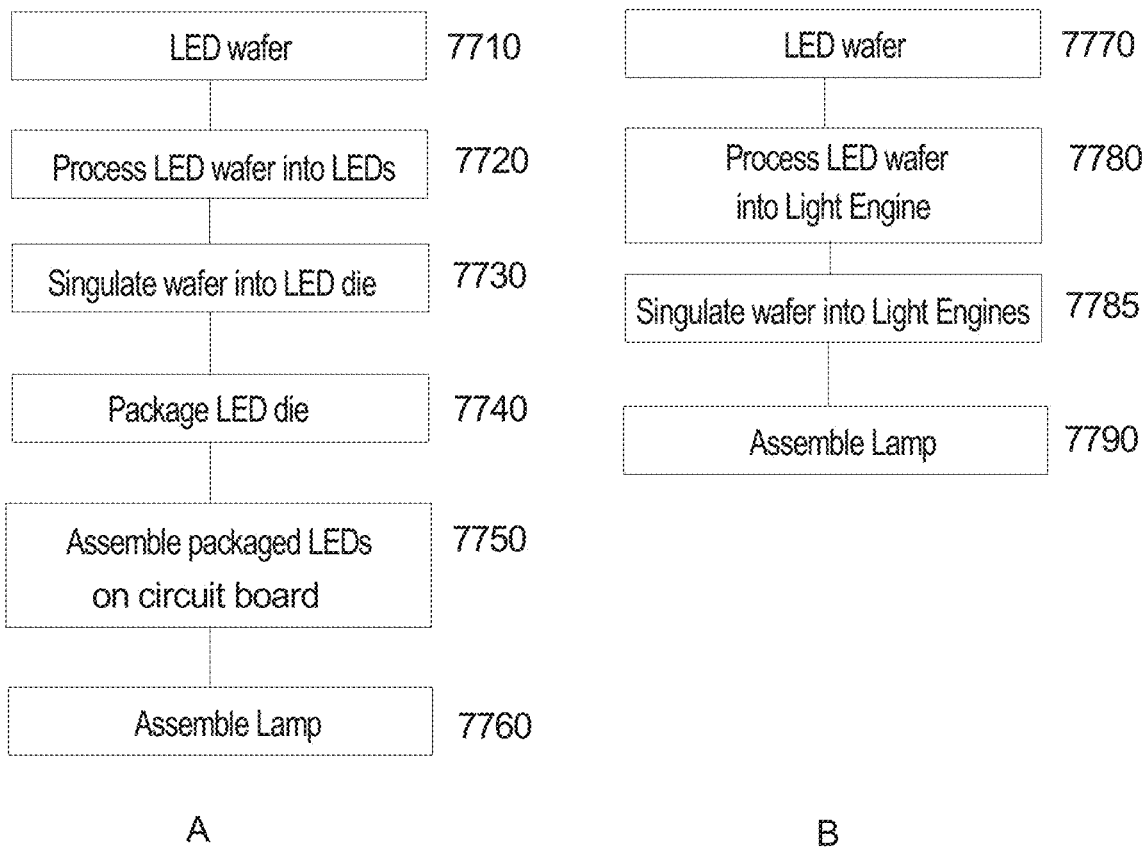 LED wafer 7710
Process LED wafer into LEDs 7720
Singulate wafer into LED die 7730
Package LED die 7740
Assemble packaged LEDs 7750
on circuit board
Assemble Lamp 7760
A
LED wafer 7770
Process LED wafer 7780
into Light Engine
Singulate wafer into Light Engines 7785
Assemble Lamp 7790
B